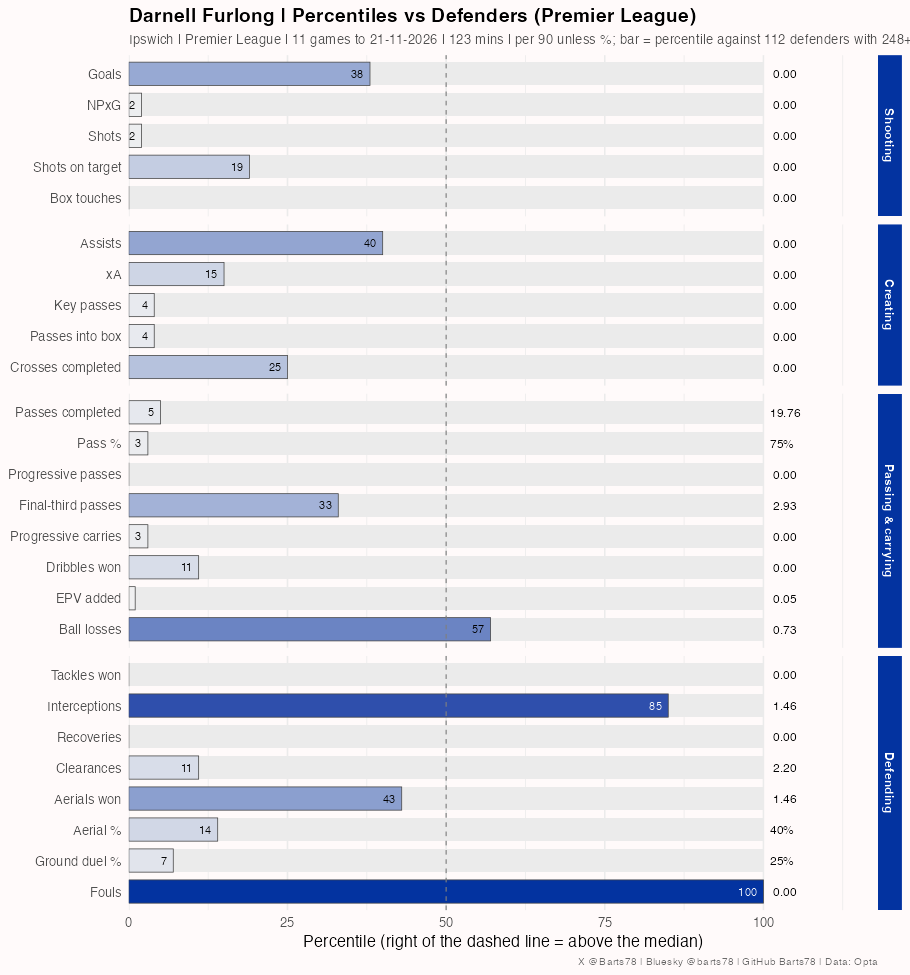 Darnell Furlong | Percentiles vs Defenders (Premier League)
Ipswich | Premier League | 11 games to 21-11-2026 | 123 mins | per 90 unless %; bar = percentile against 112 defenders with 248+
Goals 38 0.00
NPxG 2 0.00
Shots 2 0.00
Shots on target 19 0.00
Box touches 0.00
Shooting
Assists 40 0.00
xA 15 0.00
Key passes 4 0.00
Passes into box 4 0.00
Crosses completed 25 0.00
Creating
Passes completed 5 19.76
Pass % 3 75%
Progressive passes 0.00
Final-third passes 33 2.93
Progressive carries 3 0.00
Dribbles won 11 0.00
EPV added 0.05
Ball losses 57 0.73
Passing & carrying
Tackles won 0.00
Interceptions 85 1.46
Recoveries 0.00
Clearances 11 2.20
Aerials won 43 1.46
Aerial % 14 40%
Ground duel % 7 25%
Fouls 100 0.00
Defending
0 25 50 75 100
Percentile (right of the dashed line = above the median)
X @Barts78 | Bluesky @barts78 | GitHub Barts78 | Data: Opta